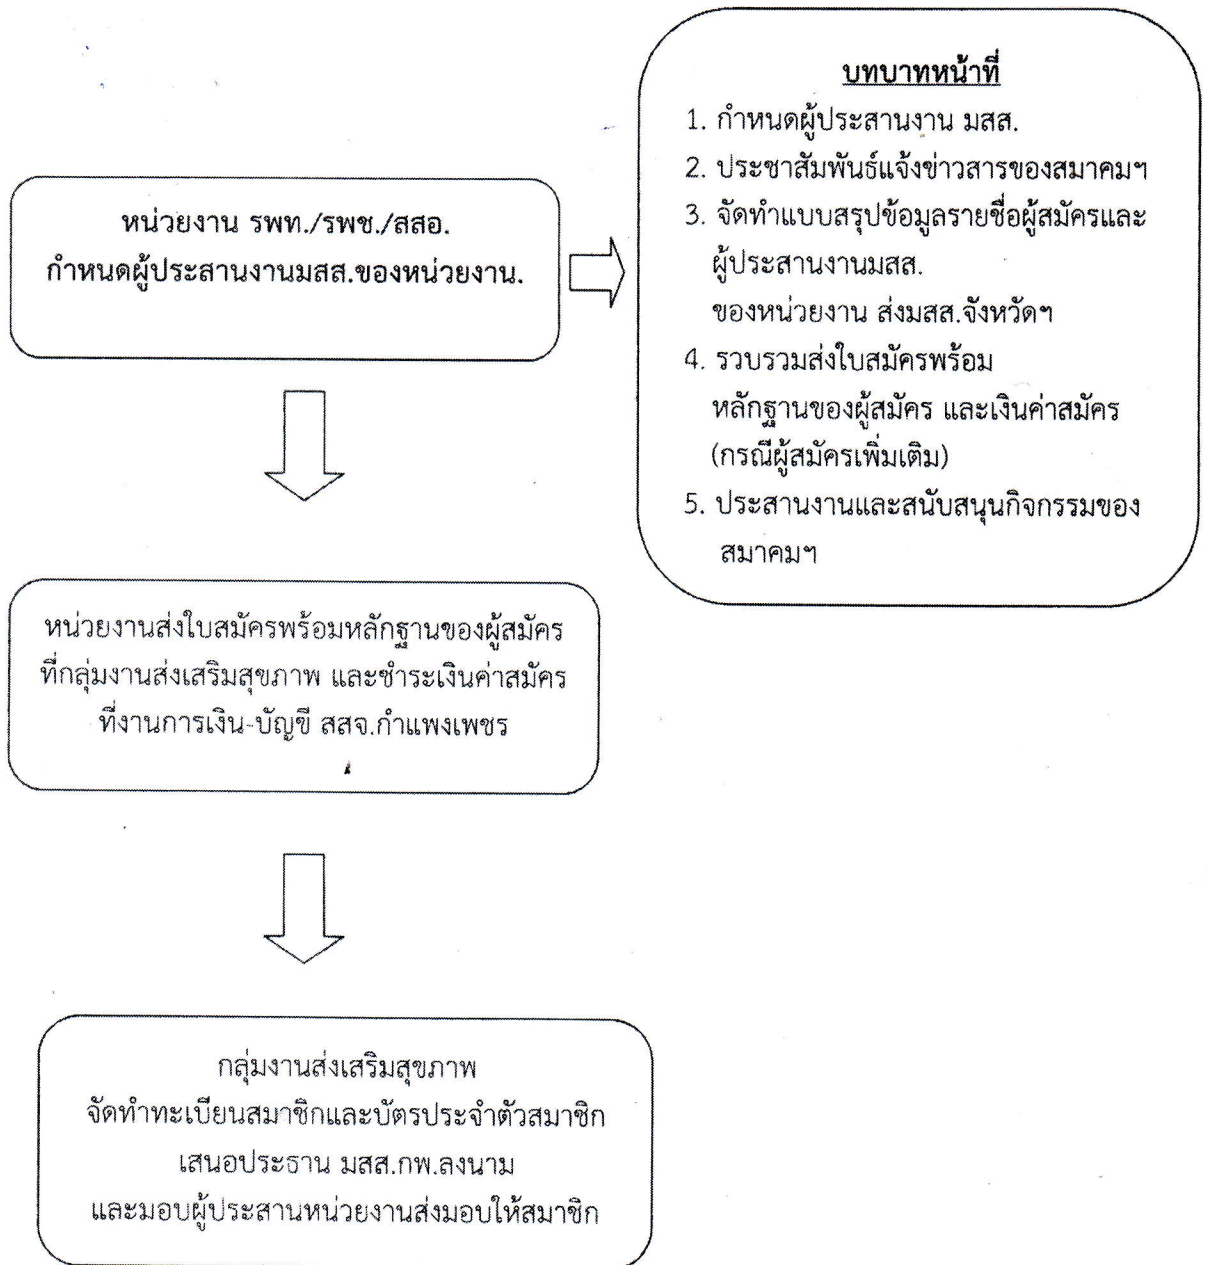 บทบาทหน้าที่
1. กำหนดผู้ประสานงาน มสส.
2. ประชาสัมพันธ์แจ้งข่าวสารของสมาคมฯ
3. จัดทำแบบสรุปข้อมูลรายชื่อผู้สมัครและ
ผู้ประสานงานมสส.
ของหน่วยงาน ส่งมสส.จังหวัดฯ
4. รวบรวมส่งใบสมัครพร้อม
หลักฐานของผู้สมัคร และเงินค่าสมัคร
(กรณีผู้สมัครเพิ่มเติม)
5. ประสานงานและสนับสนุนกิจกรรมของ
สมาคมฯ
หน่วยงาน รพท./รพช./สสอ.
กำหนดผู้ประสานงานมสส.ของหน่วยงาน.
หน่วยงานส่งใบสมัครพร้อมหลักฐานของผู้สมัคร
ที่กลุ่มงานส่งเสริมสุขภาพ และชำระเงินค่าสมัคร
ที่งานการเงิน-บัญชี สสจ.กำแพงเพชร
กลุ่มงานส่งเสริมสุขภาพ
จัดทำทะเบียนสมาชิกและบัตรประจำตัวสมาชิก
เสนอประธาน มสส.กพ.ลงนาม
และมอบผู้ประสานหน่วยงานส่งมอบให้สมาชิก